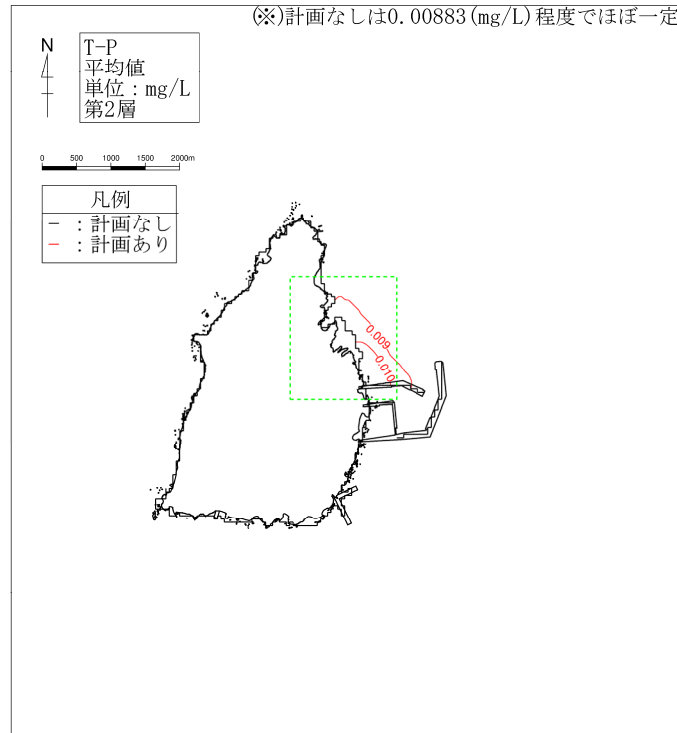 (※)計画なしは0.00883(mg/L)程度でほぼ一定
N
T-P
平均値
単位：mg/L
第2層
0 500 1000 1500 2000m
凡例
－ ：計画なし
－ ：計画あり
0.009
0.010